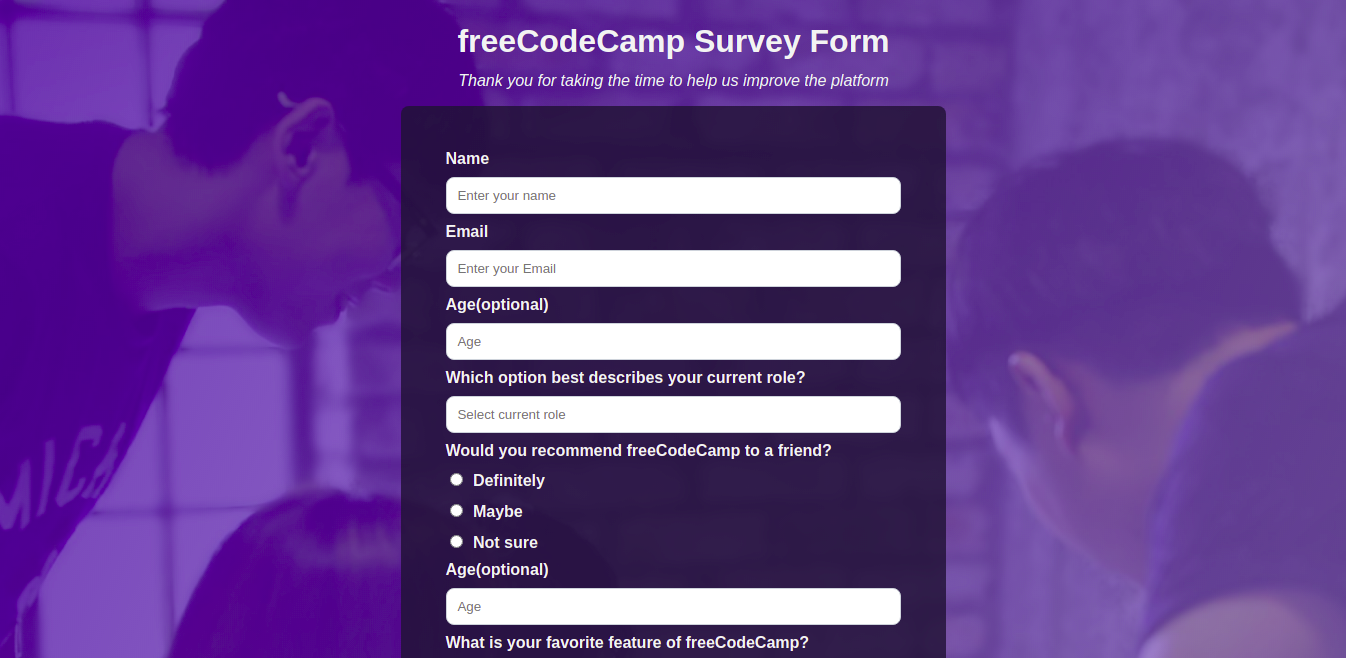 freeCodeCamp Survey Form
Thank you for taking the time to help us improve the platform
Name
Enter your name
Email
Enter your Email
Age(optional)
Age
Which option best describes your current role?
Select current role
Would you recommend freeCodeCamp to a friend?
Definitely
Maybe
Not sure
Age(optional)
Age
What is your favorite feature of freeCodeCamp?
MICH